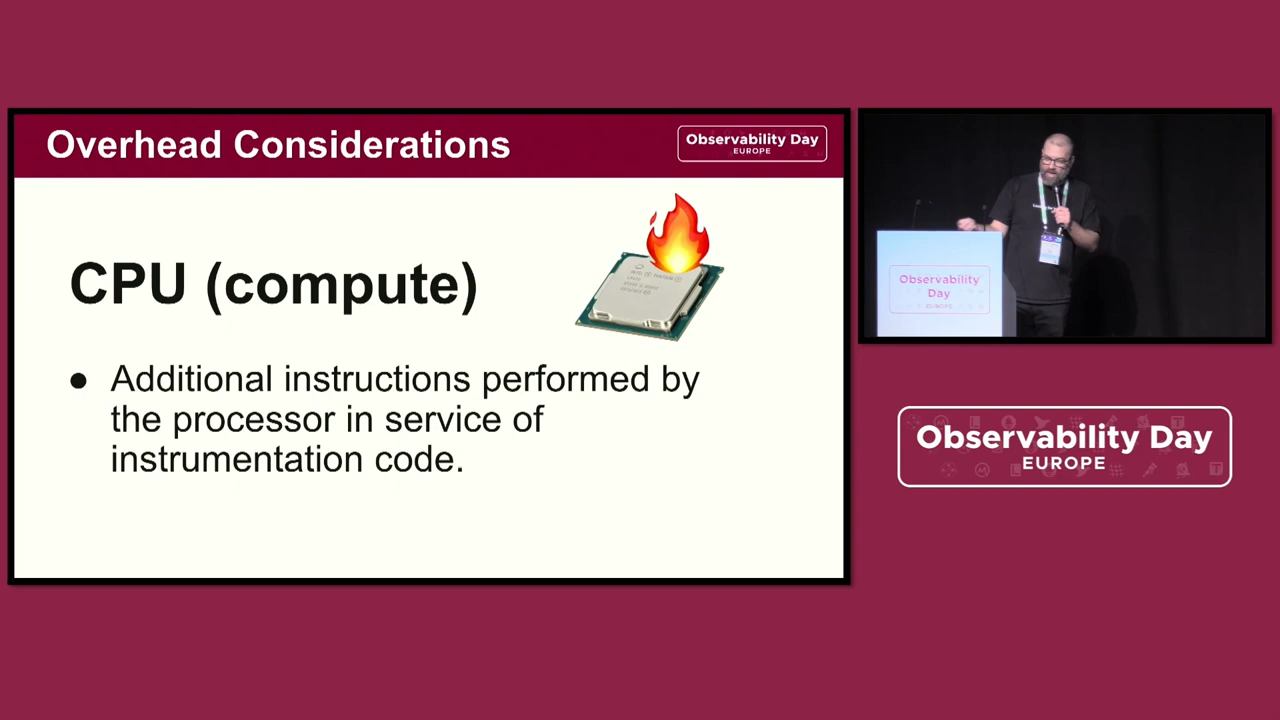 Overhead Considerations
Observability Day
EUROPE
CPU (compute)
● Additional instructions performed by
the processor in service of
instrumentation code.
Observability
Day
EUROPE
Observability Day
EUROPE